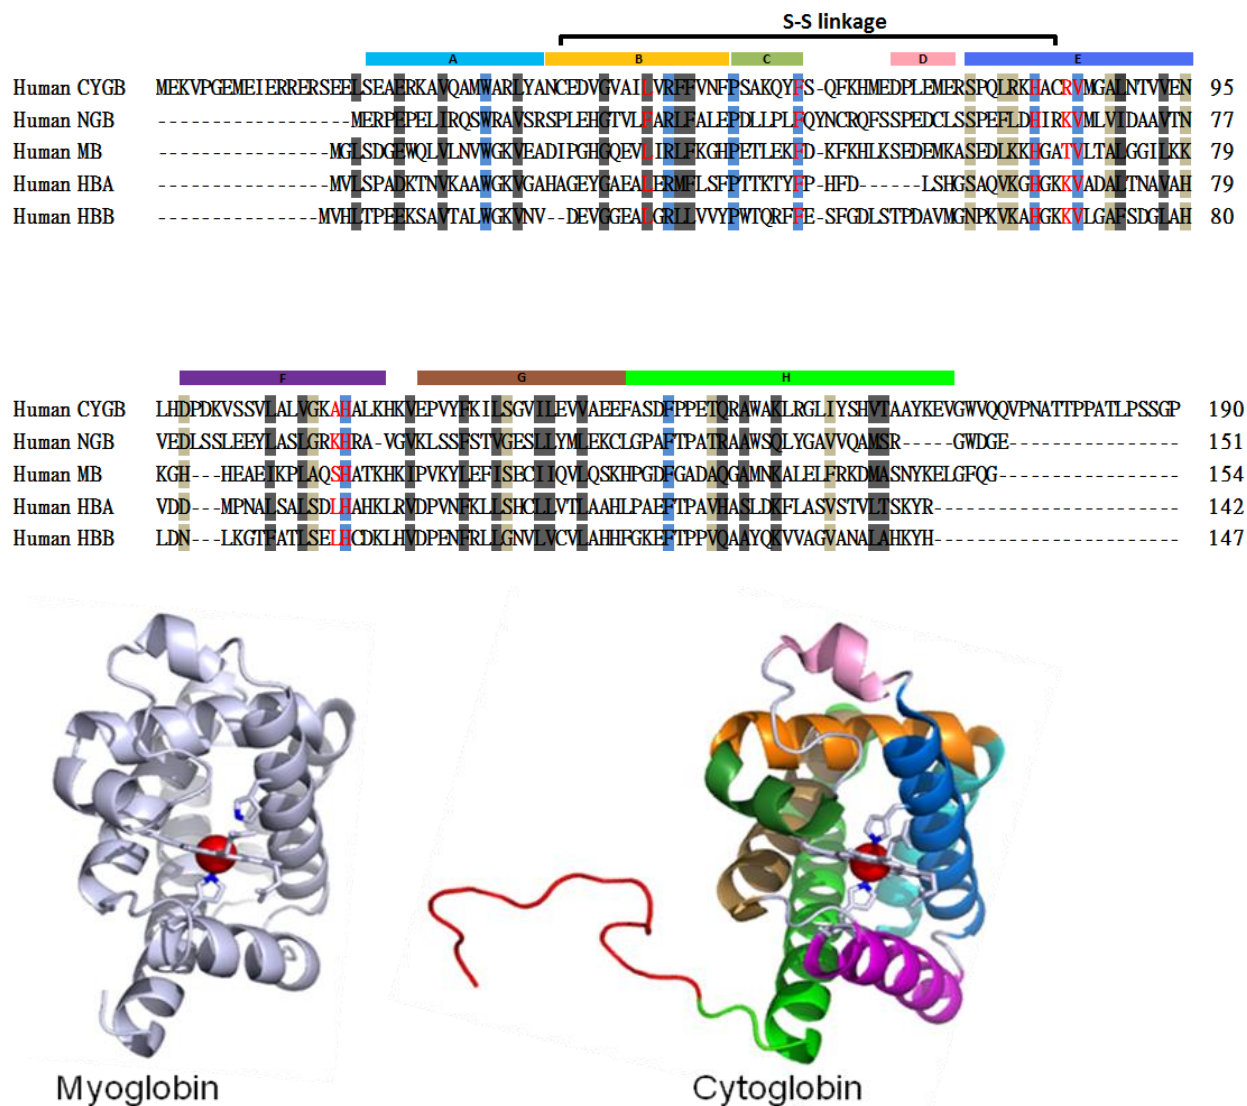 S-S linkage
A B C D E
Human CYGB MEKVPGEMEIERRERSEELSEAERKAVQAMWARLYANCEDVGVAILVRFFVNFPSAKQYFS-QFKHMEDPLEMERSPQLRKHACRVMGALNTVVEN 95
Human NGB ------------------MERPEPELIRQSWRAVSRSPLEHGTVLFARLFALEPDLLPLFQYNCRQFSSPEDCLSSPEFLDHIRKVMLVIDAAVTN 77
Human MB ----------------MGLSDGEWQLVLNVWGKVEADIPGHGQEVLIRLFKGHPETLEKFD-KFKHLKSEDEMKASEDLKKHGATVLTALGGILKK 79
Human HBA ----------------MVLSPADKTNVKAAWGKVGAHAGEYGAEALERMFLSFPTTKTYFP-HFD------LSHGSAQVKGHGKKVADALTNAVAH 79
Human HBB ---------------MVHLTPEEKSAVTALWGKVNV--DEVGGEALGRLLVVYPWTQRFFE-SFGDLSTPDAVMGNPKVKAHGKKVLGAFSDGLAH 80
F G H
Human CYGB LHDPDKVSSVLALVGKAHALKHKVEPVYFKILSGVILEVVAEEFASDFPPETQRAWAKLRGLIYSHVTAAYKEVGWVQQVPNATTPPATLPSSGP 190
Human NGB VEDLSSLEEYLASLGRKHRA-VGVKLSSFSTVGESLLYMLEKCLGPAFTPATRAAWSQLYGAVVQAMSR-----GWDGE---------------- 151
Human MB KGH---HEAEIKPLAQSHATKHKIPVKYLEFISECIIQVLQSKHPGDFGADAQGAMNKALELFRKDMASNYKELGFQG----------------- 154
Human HBA VDD---MPNALSALSDLHAHKLRVDPVNFKLLSHCLLVTLAAHLPAEFTPAVHASLDKFLASVSTVLTSKYR----------------------- 142
Human HBB LDN---LKGTFATLSELHCDKLHVDPENFRLLGNVLVCVLAHHFGKEFTPPVQAAYQKVVAGVANALAHKYH----------------------- 147
Myoglobin Cytoglobin